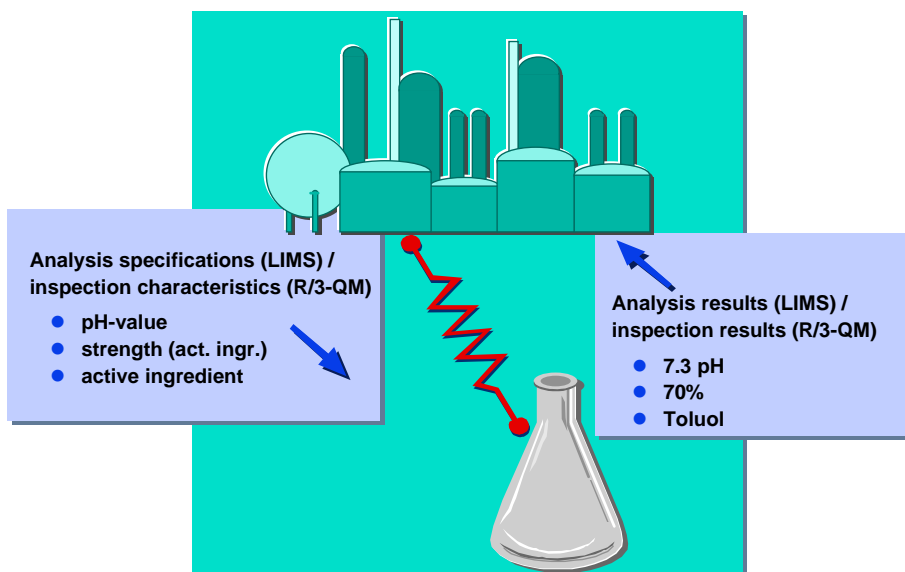 Analysis specifications (LIMS) /
inspection characteristics (R/3-QM)
pH-value
strength (act. ingr.)
active ingredient
Analysis results (LIMS) /
inspection results (R/3-QM)
7.3 pH
70%
Toluol